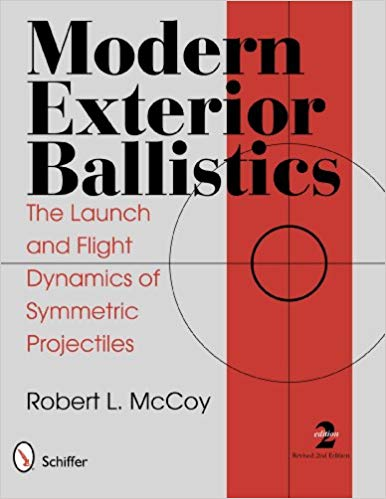 Modern
Exterior
Ballistics
The Launch
and Flight
Dynamics of
Symmetric
Projectiles
Robert L. McCoy
2
edition
Revised 2nd Edition
Schiffer